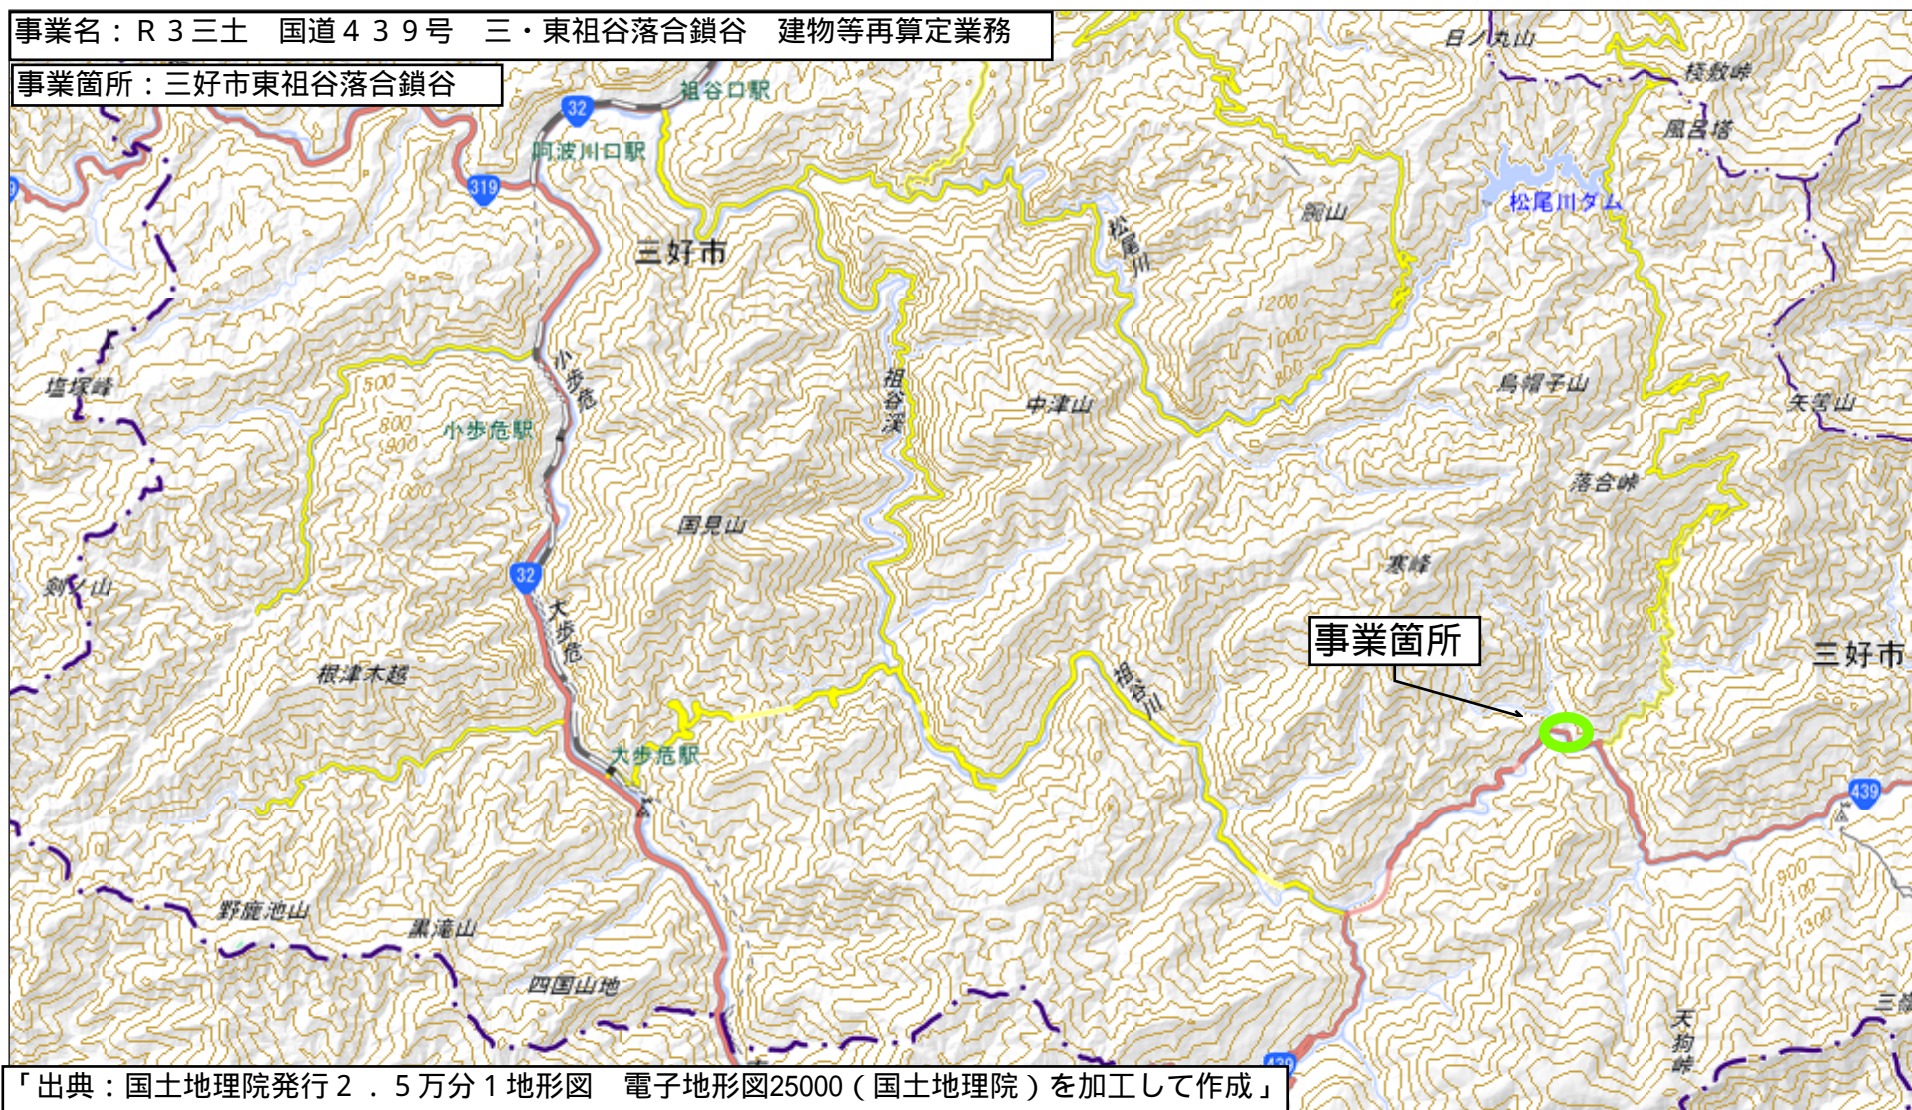 事業名：Ｒ３三土　国道４３９号　三・東祖谷落合鎖谷　建物等再算定業務
事業箇所：三好市東祖谷落合鎖谷
日ノ丸山
桟敷峠
祖谷口駅
32
風呂塔
阿波川口駅
319
松尾川ダム
腕山
松尾川
三好市
1200
1000
800
小歩危
500
塩塚峰
祖谷渓
中津山
烏帽子山
矢筈山
800
900
小歩危駅
1000
落合峠
国見山
寒峰
32
剣ノ山
大歩危
事業箇所
三好市
根津木越
祖谷川
大歩危駅
439
900
1100
1300
野鹿池山
黒滝山
四国山地
天狗峠
439
「出典：国土地理院発行２．５万分１地形図　電子地形図25000（国土地理院）を加工して作成」